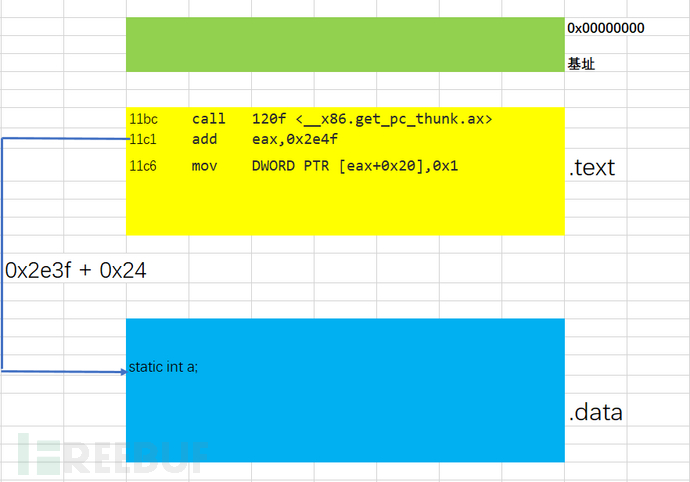 0x00000000
基址
11bc call 120f <__x86.get_pc_thunk.ax>
11c1 add eax,0x2e4f
11c6 mov DWORD PTR [eax+0x20],0x1
.text
0x2e3f + 0x24
static int a;
.data
FREEBUF